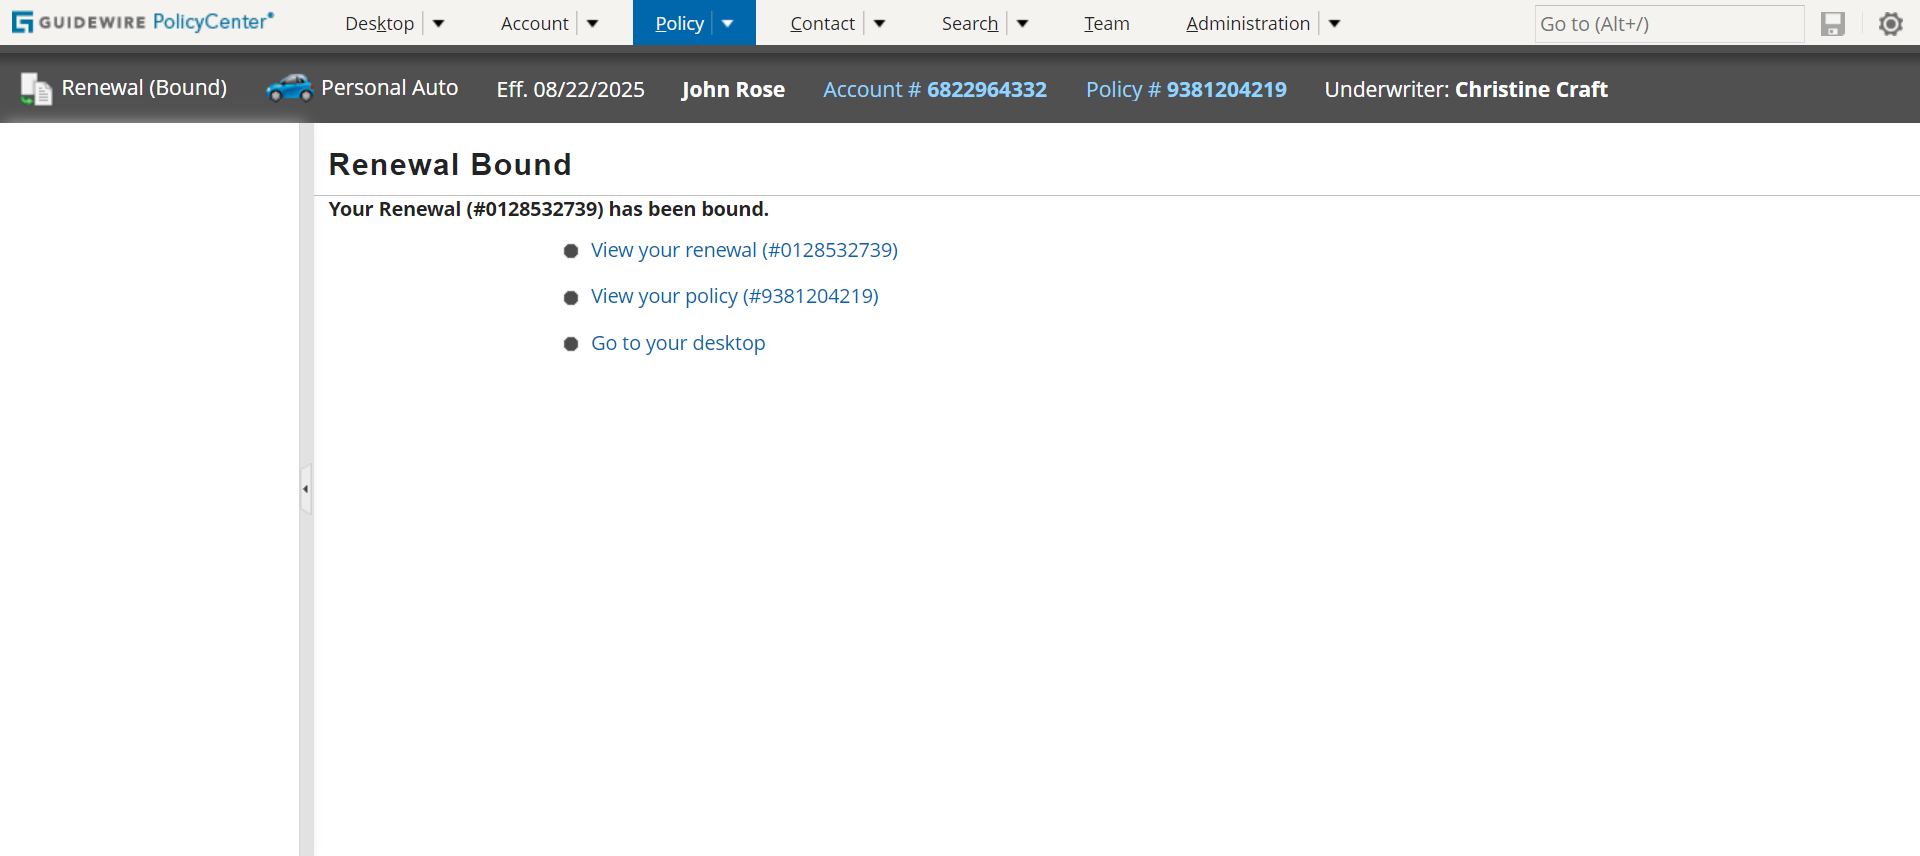 GUIDEWIRE PolicyCenter® Desktop Account Policy Contact Search Team Administration Go to (Alt+/)
Renewal (Bound) Personal Auto Eff. 08/22/2025 John Rose Account # 6822964332 Policy # 9381204219 Underwriter: Christine Craft
Renewal Bound
Your Renewal (#0128532739) has been bound.
View your renewal (#0128532739)
View your policy (#9381204219)
Go to your desktop